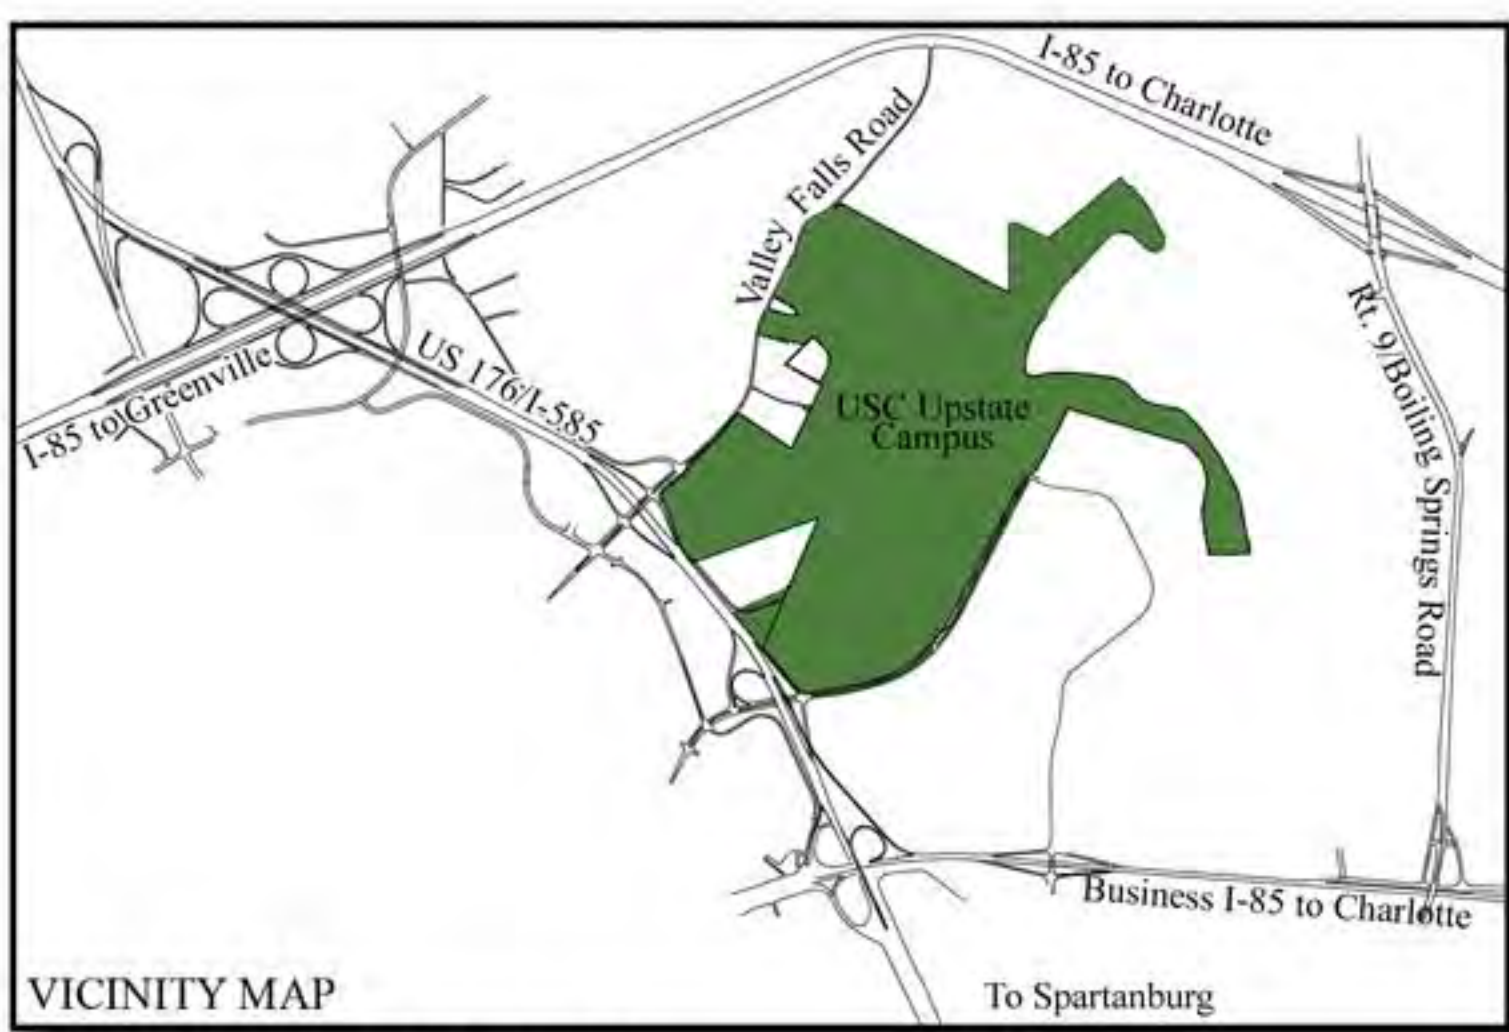 I-85 to Charlotte
Valley Falls Road
Rt. 9/Boiling Springs Road
US 176/I-585
I-85 to Greenville
USC Upstate
Campus
Business I-85 to Charlotte
VICINITY MAP
To Spartanburg